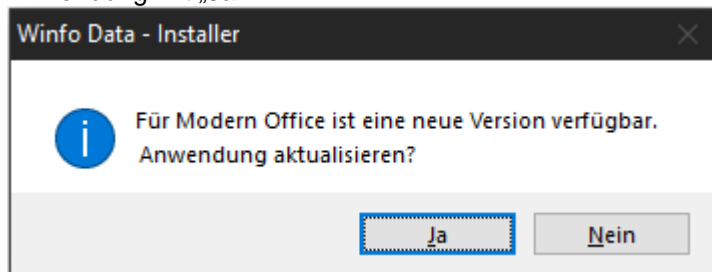 Winfo Data - Installer
Für Modern Office ist eine neue Version verfügbar.
Anwendung aktualisieren?
Ja
Nein